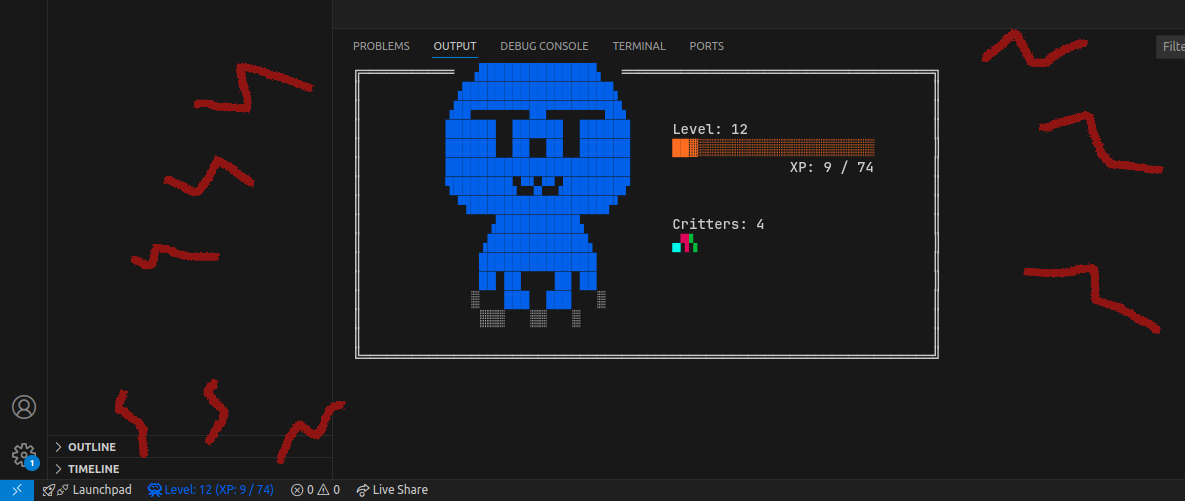 PROBLEMS OUTPUT DEBUG CONSOLE TERMINAL PORTS
Filte
Level: 12
XP: 9 / 74
Critters: 4
OUTLINE
1
TIMELINE
Launchpad Level: 12 (XP: 9 / 74) 0 0 Live Share